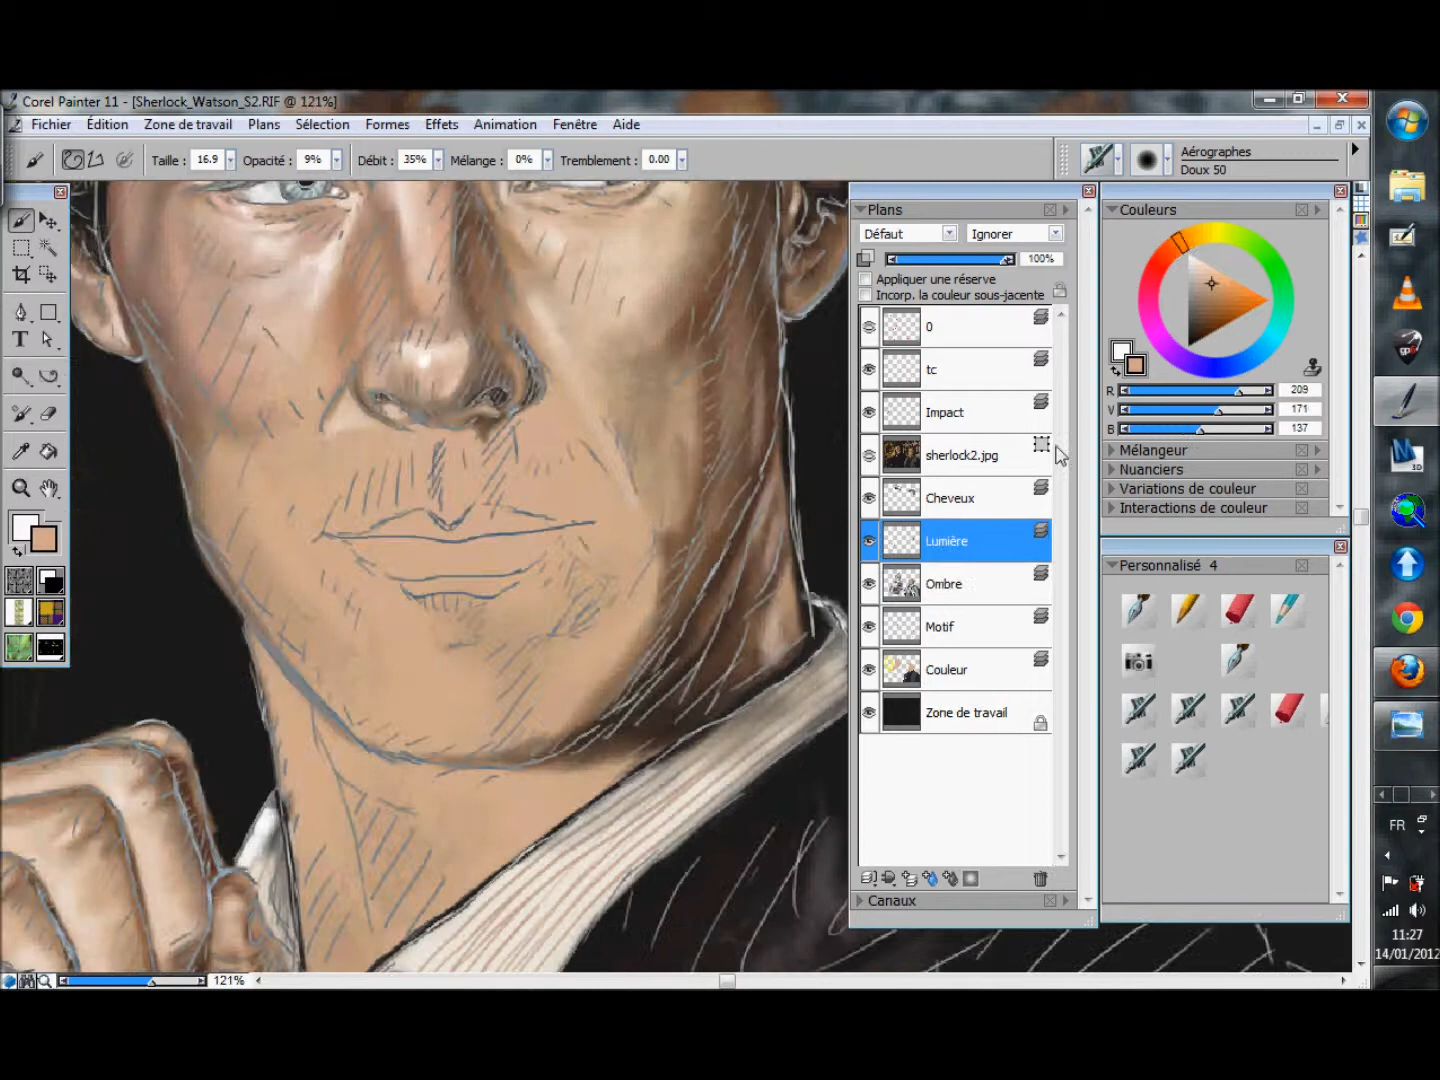 Corel Painter 11 - [Sherlock_Watson_S2.RIF @ 121%]
Fichier Édition Zone de travail Plans Sélection Formes Effets Animation Fenêtre Aide
Taille : 16.9 Opacité : 9% Débit : 35% Mélange : 0% Tremblement : 0.00
Aérographes
Doux 50
Plans
Défaut Ignorer
100%
Appliquer une réserve
Incorp. la couleur sous-jacente
0
tc
Impact
sherlock2.jpg
Cheveux
Lumière
Ombre
Motif
Couleur
Zone de travail
Canaux
Couleurs
R 209
V 171
B 137
Mélangeur
Nuanciers
Variations de couleur
Interactions de couleur
Personnalisé 4
T
121%
FR
11:27
14/01/2012